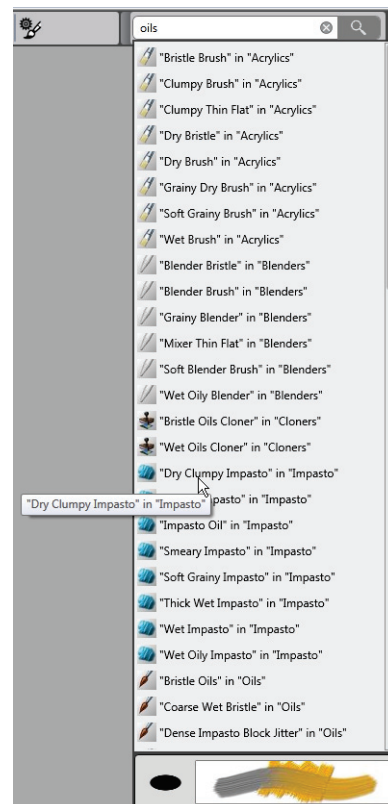 oils
"Bristle Brush" in "Acrylics"
"Clumpy Brush" in "Acrylics"
"Clumpy Thin Flat" in "Acrylics"
"Dry Bristle" in "Acrylics"
"Dry Brush" in "Acrylics"
"Grainy Dry Brush" in "Acrylics"
"Soft Grainy Brush" in "Acrylics"
"Wet Brush" in "Acrylics"
"Blender Bristle" in "Blenders"
"Blender Brush" in "Blenders"
"Grainy Blender" in "Blenders"
"Mixer Thin Flat" in "Blenders"
"Soft Blender Brush" in "Blenders"
"Wet Oily Blender" in "Blenders"
"Bristle Oils Cloner" in "Cloners"
"Wet Oils Cloner" in "Cloners"
"Dry Clumpy Impasto" in "Impasto"
in "Impasto"
"Dry Clumpy Impasto" in "Impasto"
"Impasto Oil" in "Impasto"
"Smeary Impasto" in "Impasto"
"Soft Grainy Impasto" in "Impasto"
"Thick Wet Impasto" in "Impasto"
"Wet Impasto" in "Impasto"
"Wet Oily Impasto" in "Impasto"
"Bristle Oils" in "Oils"
"Coarse Wet Bristle" in "Oils"
"Dense Impasto Block Jitter" in "Oils"